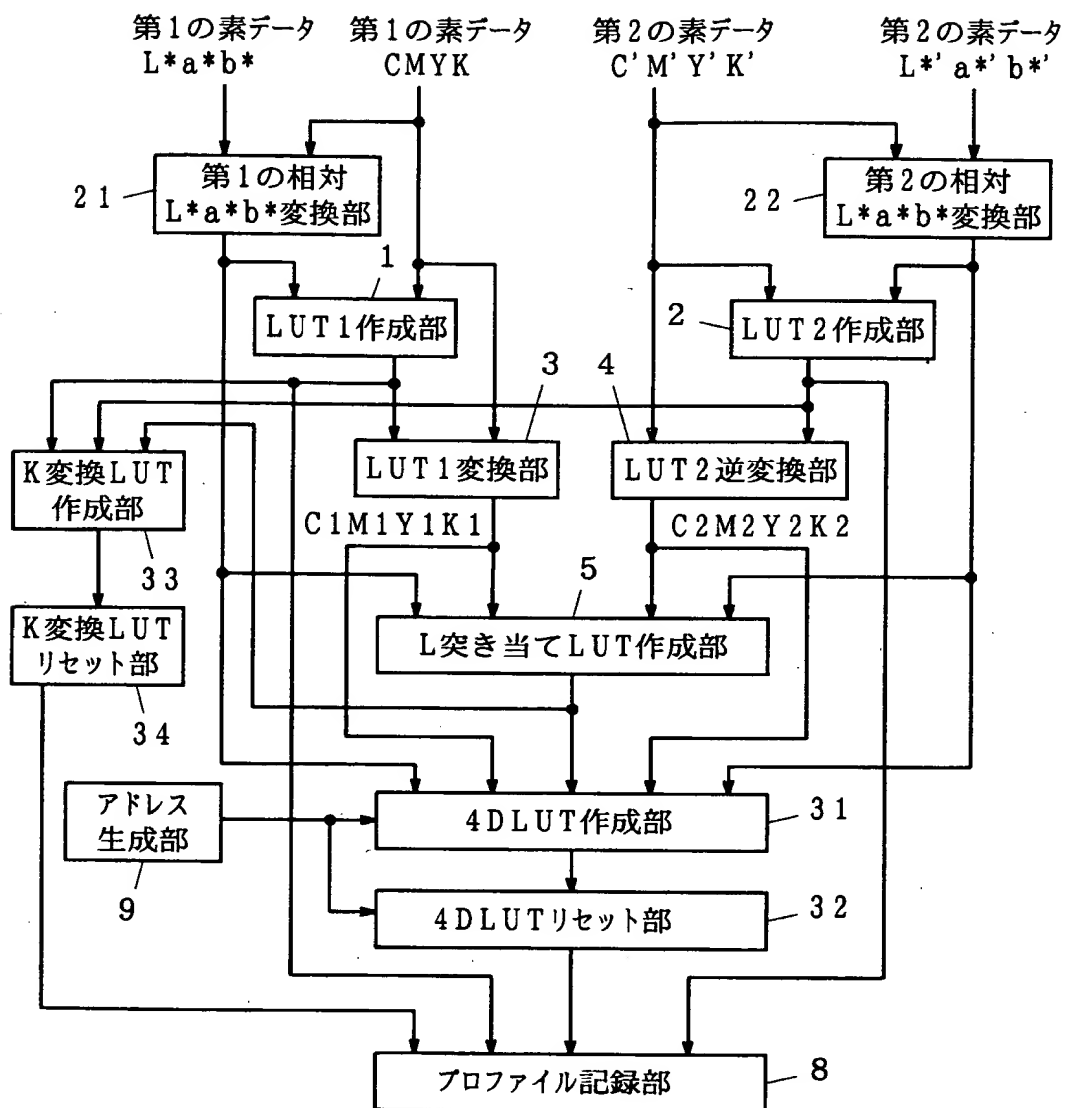 第1の素データ
L*a*b*
第1の素データ
CMYK
第2の素データ
C'M'Y'K'
第2の素データ
L*'a*'b*'
21
第1の相対
L*a*b*変換部
22
第2の相対
L*a*b*変換部
1
LUT1作成部
2
LUT2作成部
3
LUT1変換部
4
LUT2逆変換部
K変換LUT
作成部
33
C1M1Y1K1
C2M2Y2K2
5
L突き当てLUT作成部
K変換LUT
リセット部
34
アドレス
生成部
9
4DLUT作成部
31
4DLUTリセット部
32
プロファイル記録部
8